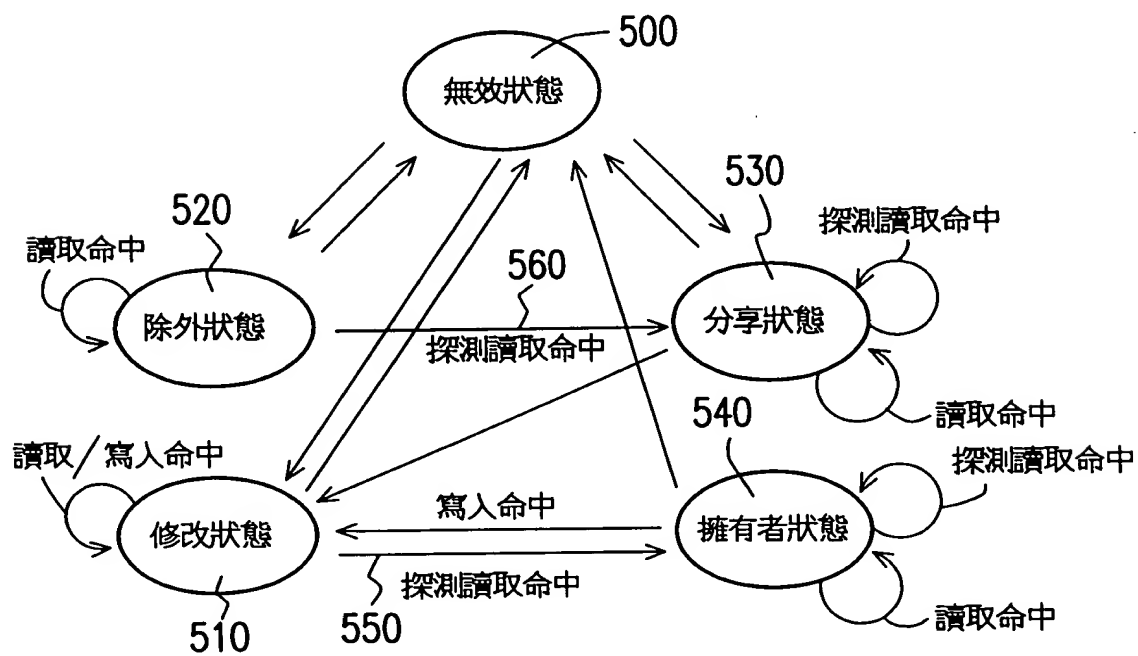 500
無效狀態
530
520
探測讀取命中
讀取命中
560
除外狀態
分享狀態
探測讀取命中
540
讀取命中
讀取/寫入命中
探測讀取命中
寫入命中
修改狀態
擁有者狀態
探測讀取命中
讀取命中
510
550